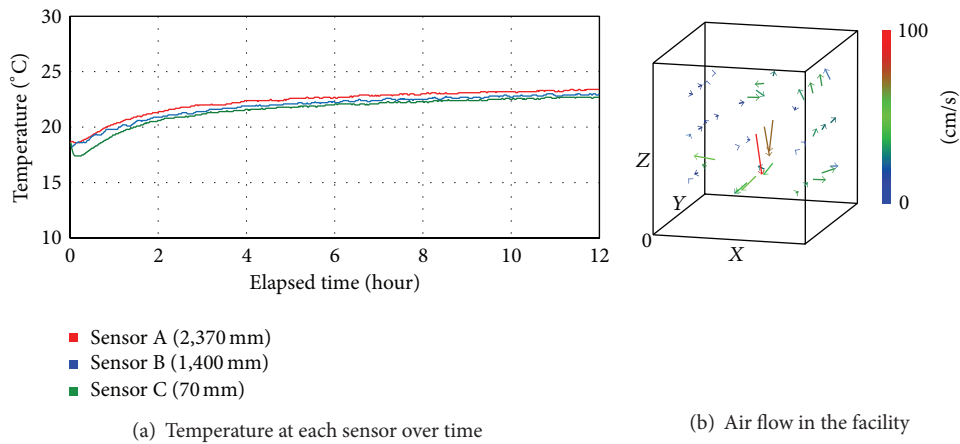 30
25
20
15
10
Temperature (°C)
0 2 4 6 8 10 12
Elapsed time (hour)
Sensor A (2,370 mm)
Sensor B (1,400 mm)
Sensor C (70 mm)
(a) Temperature at each sensor over time
Z
Y
0
X
100
0
(cm/s)
(b) Air flow in the facility